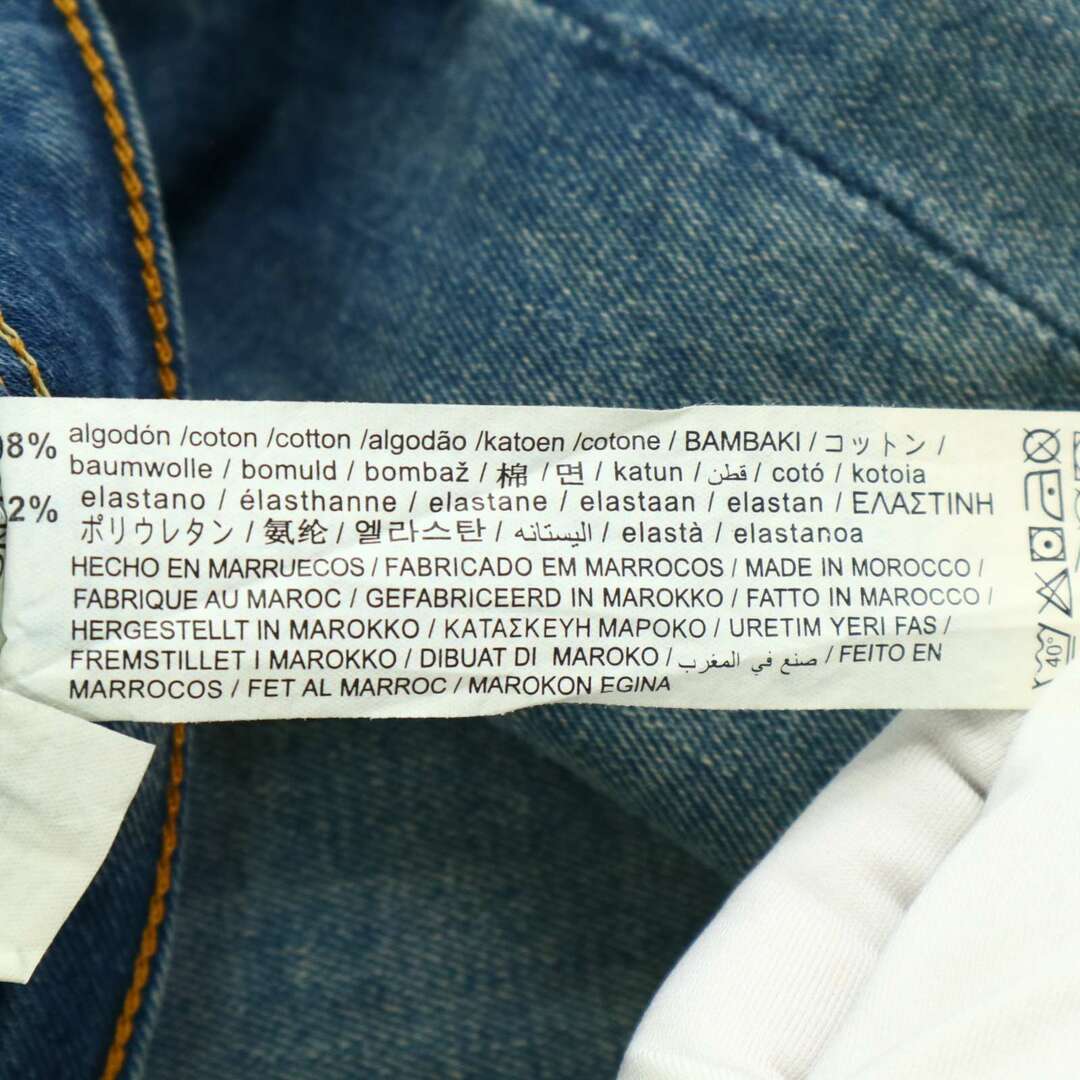 98% algodón /coton /cotton /algodão /katoen /cotone / BAMBAKI / コットン /
baumwolle / bomuld / bombaž / 棉 / 면 / katun / قطن / cotó / kotoia
2% elastano / élasthanne / elastane / elastaan / elastan / ΕΛΑΣΤΙΝΗ
ポリウレタン / 氨纶 / 엘라스탄 / اليستانه / elastà / elastanoa
HECHO EN MARRUECOS / FABRICADO EM MARROCOS / MADE IN MOROCCO /
FABRIQUE AU MAROC / GEFABRICEERD IN MAROKKO / FATTO IN MAROCCO /
HERGESTELLT IN MAROKKO / ΚΑΤΑΣΚΕΥΗ ΜΑΡΟΚΟ / URETIM YERI FAS /
FREMSTILLET I MAROKKO / DIBUAT DI MAROKO / صنع في المغرب / FEITO EN
MARROCOS / FET AL MARROC / MAROKON EGINA
40°